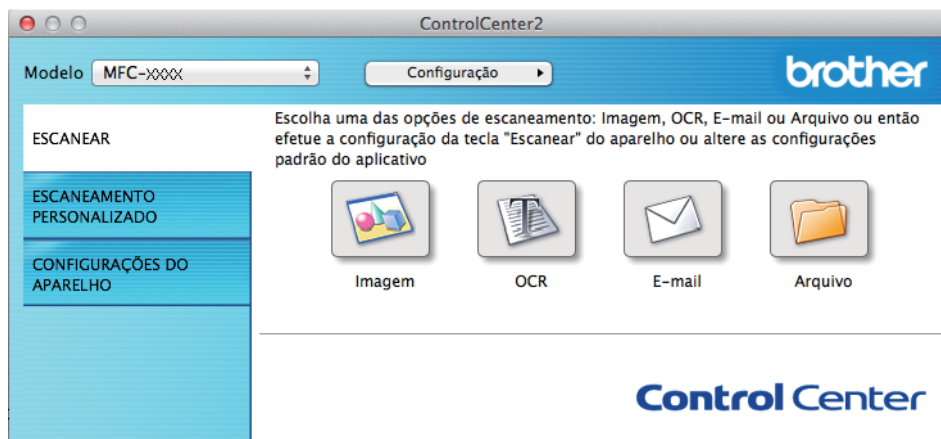 ControlCenter2
Modelo MFC-XXXX Configuração brother
ESCANEAR
Escolha uma das opções de escaneamento: Imagem, OCR, E-mail ou Arquivo ou então
efetue a configuração da tecla "Escanear" do aparelho ou altere as configurações
padrão do aplicativo
ESCANEAMENTO
PERSONALIZADO
CONFIGURAÇÕES DO
APARELHO
Imagem OCR E-mail Arquivo
Control Center